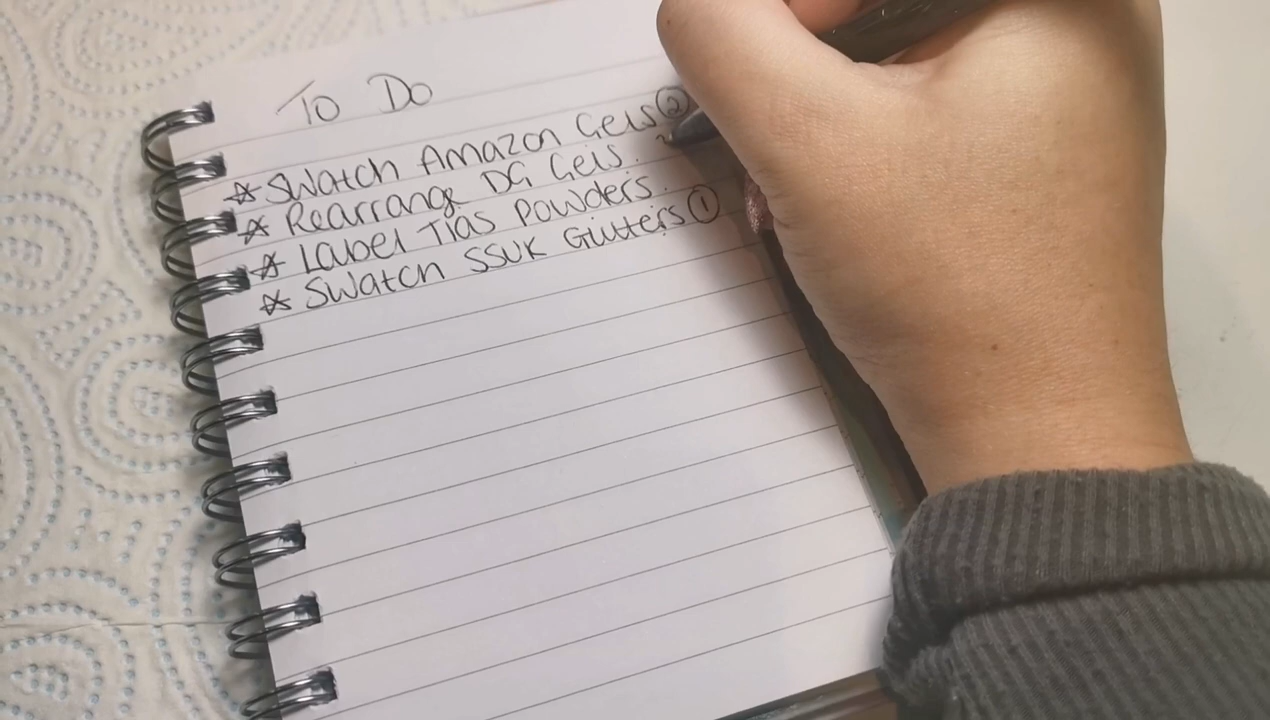 To Do
☆ Swatch Amazon Gels ②
☆ Rearrange DG Gels.
☆ Label Tias Powders.
☆ Swatch SSUK Glitters ①